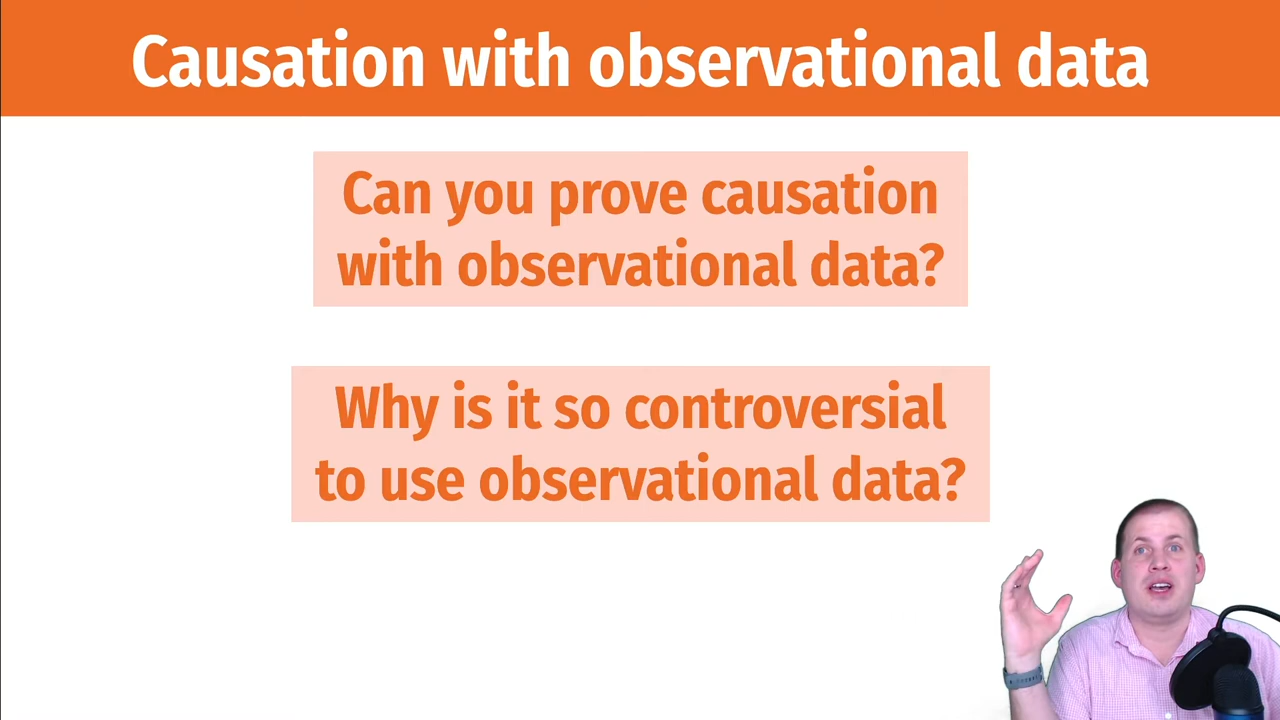 Causation with observational data
Can you prove causation
with observational data?
Why is it so controversial
to use observational data?